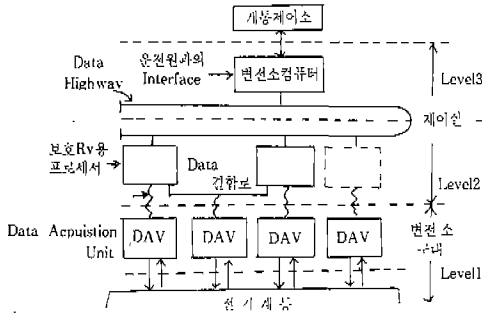 계통제어소
운전원과의
Interface
변전소컴퓨터
Data
Highway
Level3
제어실
보호Ry용
프로세서
Data
결합로
Level2
Data Acpuistion
Unit
DAV
DAV
DAV
DAV
변전소
구내
Level1
전기계통